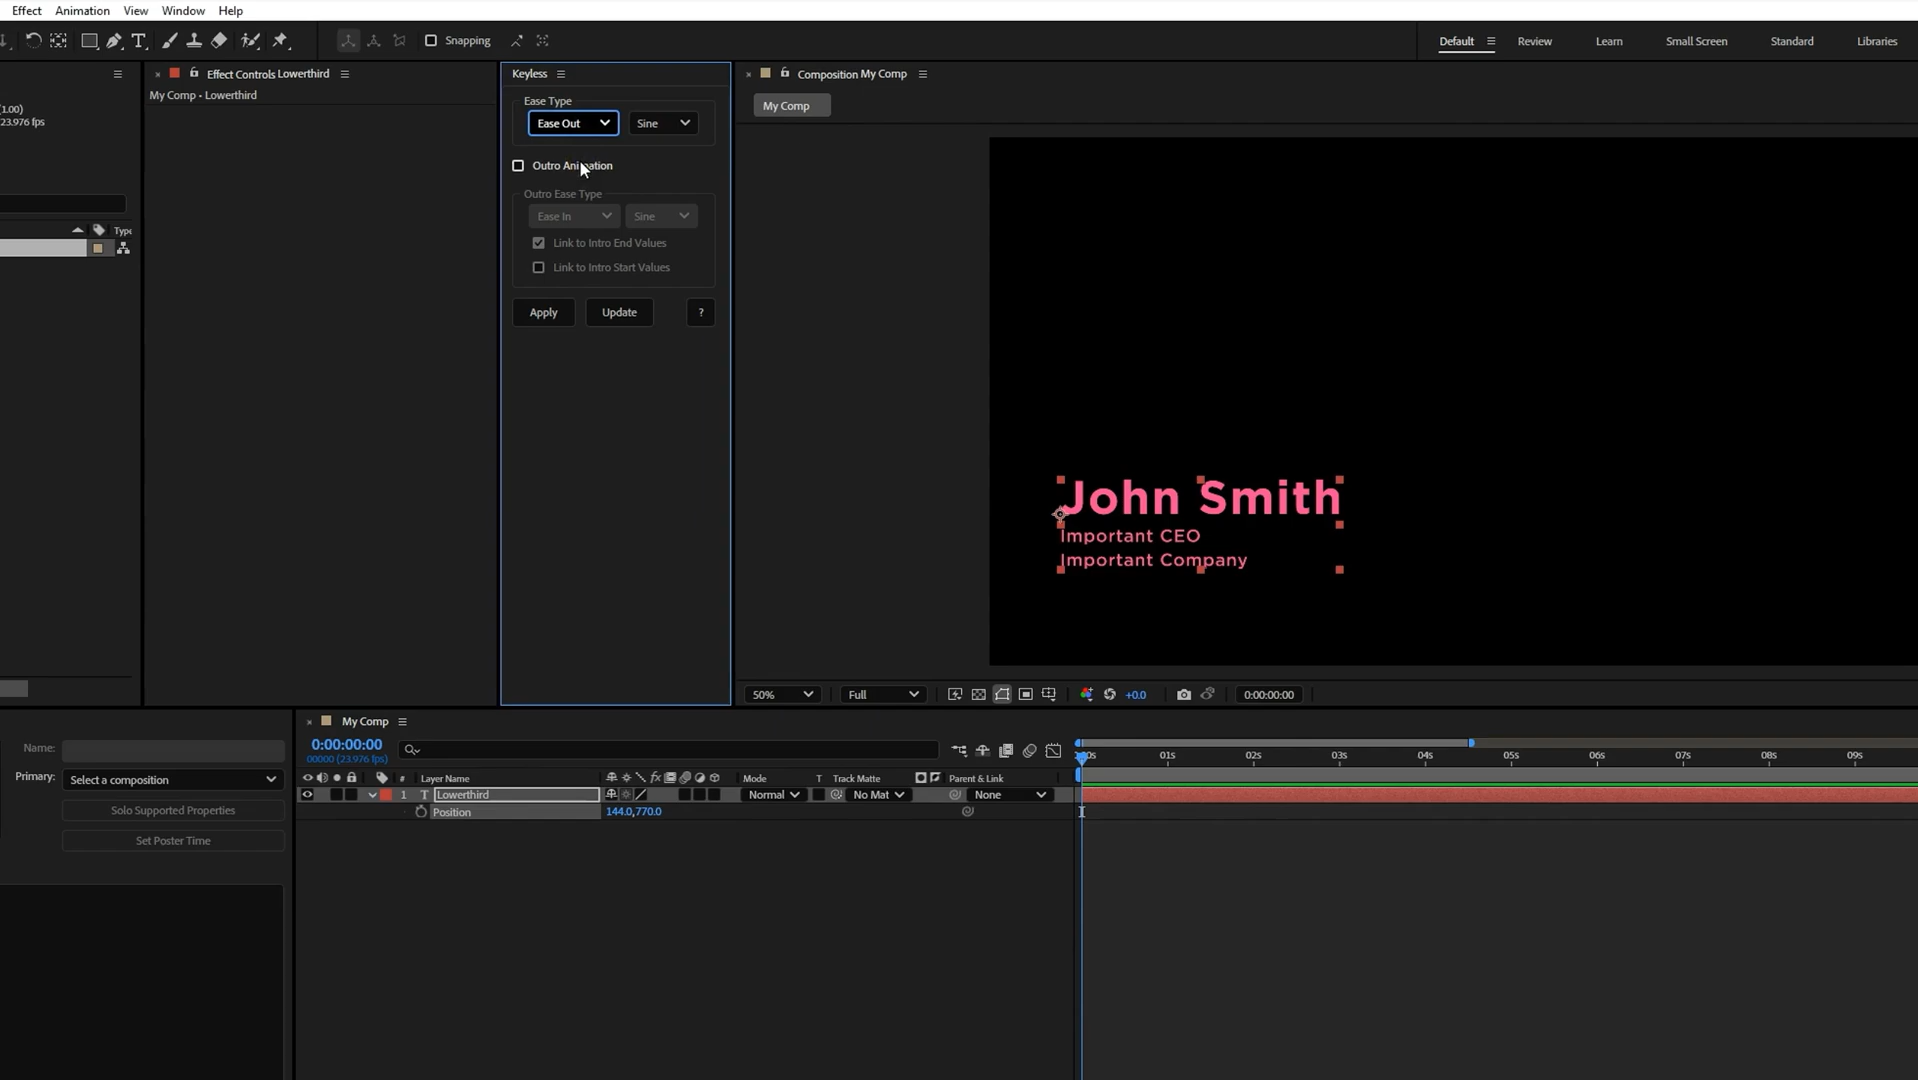 Effect Animation View Window Help
Snapping
Default Review Learn Small Screen Standard Libraries
Effect Controls Lowerthird
Keyless
Composition My Comp
My Comp • Lowerthird
Ease Type
My Comp
(1.00)
23.976 fps
Ease Out Sine
Outro Animation
Outro Ease Type
Ease In Sine
Type
Link to Intro End Values
Link to Intro Start Values
Apply Update ?
John Smith
Important CEO
Important Company
50% Full +0.0 0:00:00:00
My Comp
Name:
0:00:00:00
00000 (23.976 fps)
Primary: Select a composition
00s 01s 02s 03s 04s 05s 06s 07s 08s 09s
# Layer Name fx Mode T Track Matte Parent & Link
1 T Lowerthird Normal No Mat None
Solo Supported Properties
Position 144.0,770.0
Set Poster Time